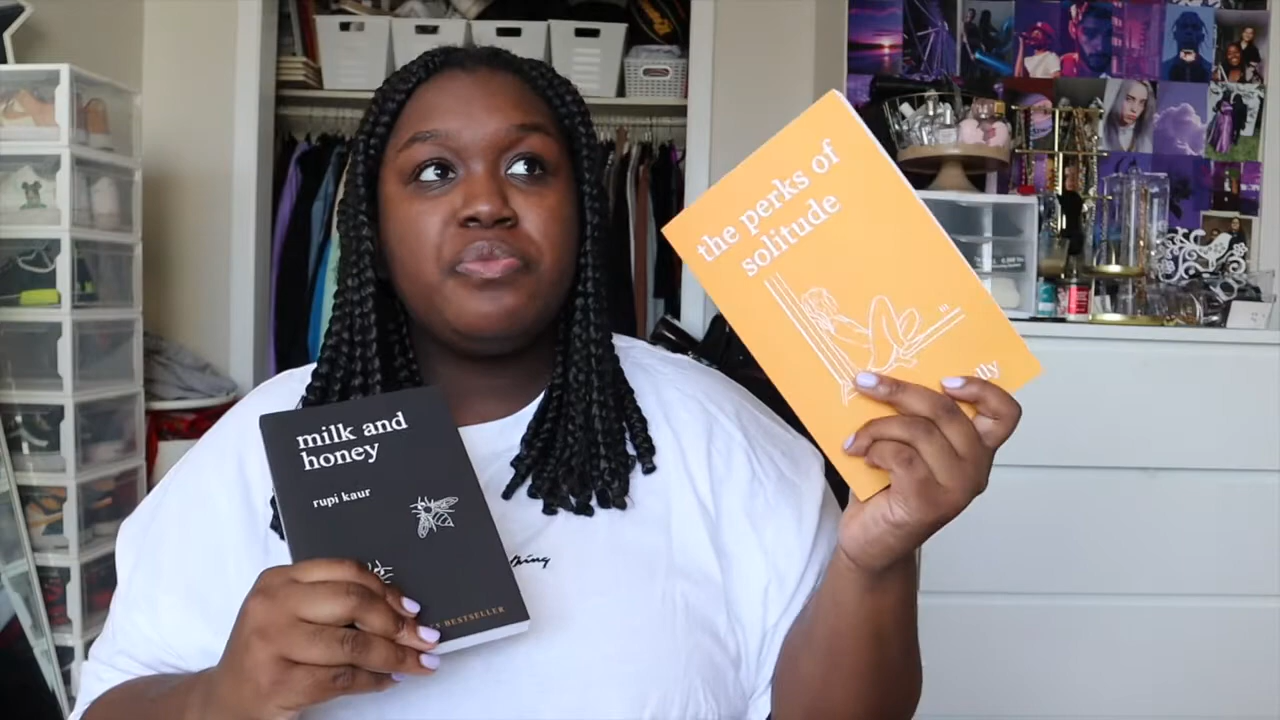 milk and
honey
rupi kaur
BESTSELLER
the perks of
solitude